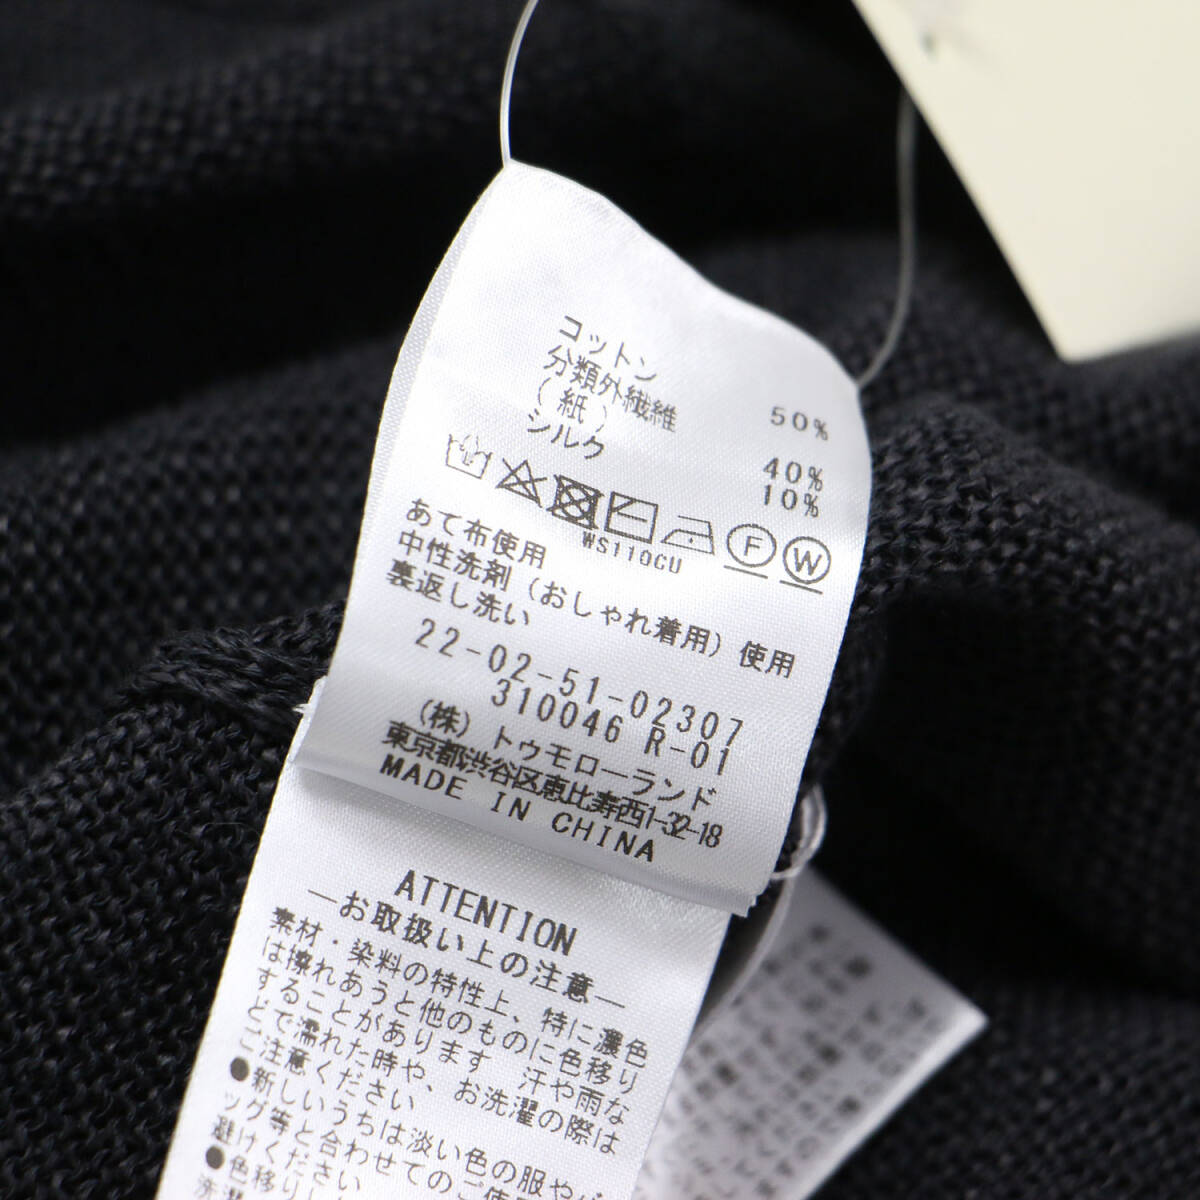 コットン 50%
分類外繊維
(紙) 40%
シルク 10%
F W
WS110CU
あて布使用
中性洗剤(おしゃれ着用)使用
裏返し洗い
22-02-51-02307
310046 R-01
(株)トゥモローランド
東京都渋谷区恵比寿西1-32-18
MADE IN CHINA
ATTENTION
―お取扱い上の注意―
素材・染料の特性上、特に濃色
は擦れあうと他のものに色移り
することがあります 汗や雨な
どで濡れた時や、お洗濯の際は
ご注意ください
●新しいうちは淡い色の服やバ
ッグ等と合わせてのご使
避けください
●色移りし
洗濯